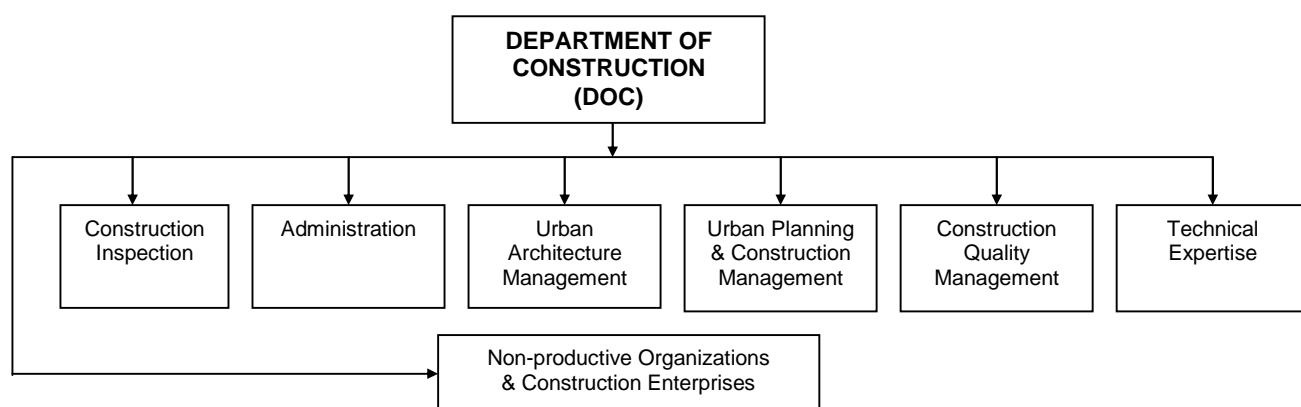 DEPARTMENT OF
CONSTRUCTION
(DOC)
Construction
Inspection
Administration
Urban
Architecture
Management
Urban Planning
& Construction
Management
Construction
Quality
Management
Technical
Expertise
Non-productive Organizations
& Construction Enterprises